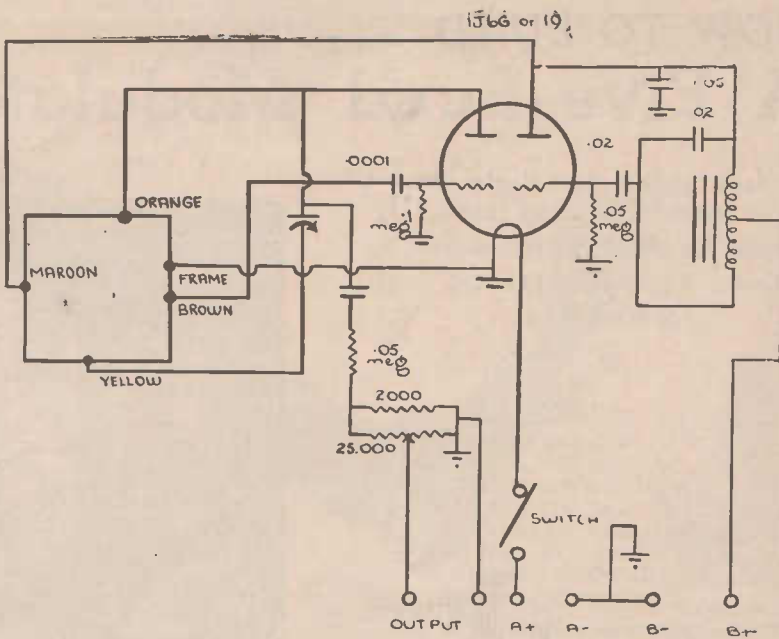 1J6G or 19.
.05
.02
.0001
.02
ORANGE
.1
meg
.05
meg
MAROON
FRAME
BROWN
YELLOW
.05
meg
2000
25.000
SWITCH
OUTPUT
A+
A-
B-
B+